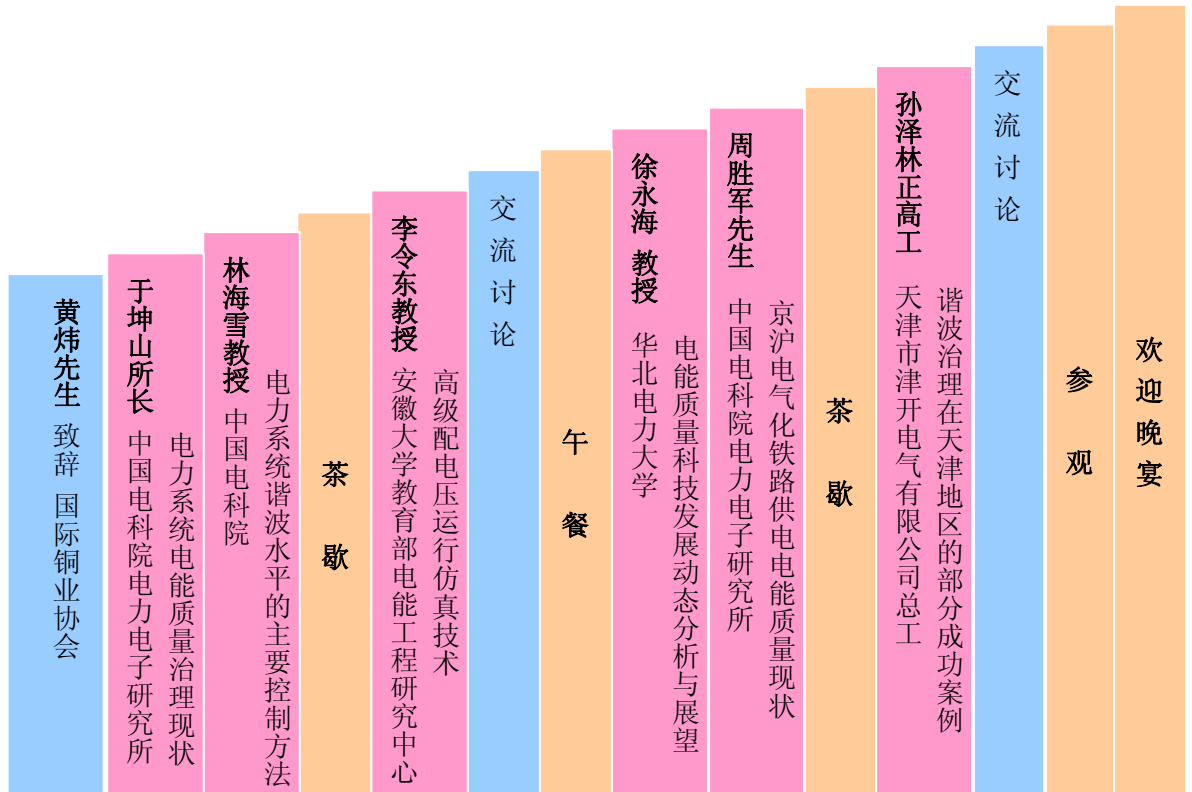 黄炜先生 致辞 国际铜业协会
于坤山所长 中国电科院电力电子研究所
电力系统电能质量治理现状
林海雪教授 中国电科院
电力系统谐波水平的主要控制方法
茶歇
李令东教授 安徽大学教育部电能工程研究中心
高级配电压运行仿真技术
交流讨论
午餐
徐永海 教授 华北电力大学
电能质量科技发展动态分析与展望
周胜军先生 中国电科院电力电子研究所
京沪电气化铁路供电电能质量现状
茶歇
孙泽林正高工 天津市津开电气有限公司总工
谐波治理在天津地区的部分成功案例
交流讨论
参观
欢迎晚宴